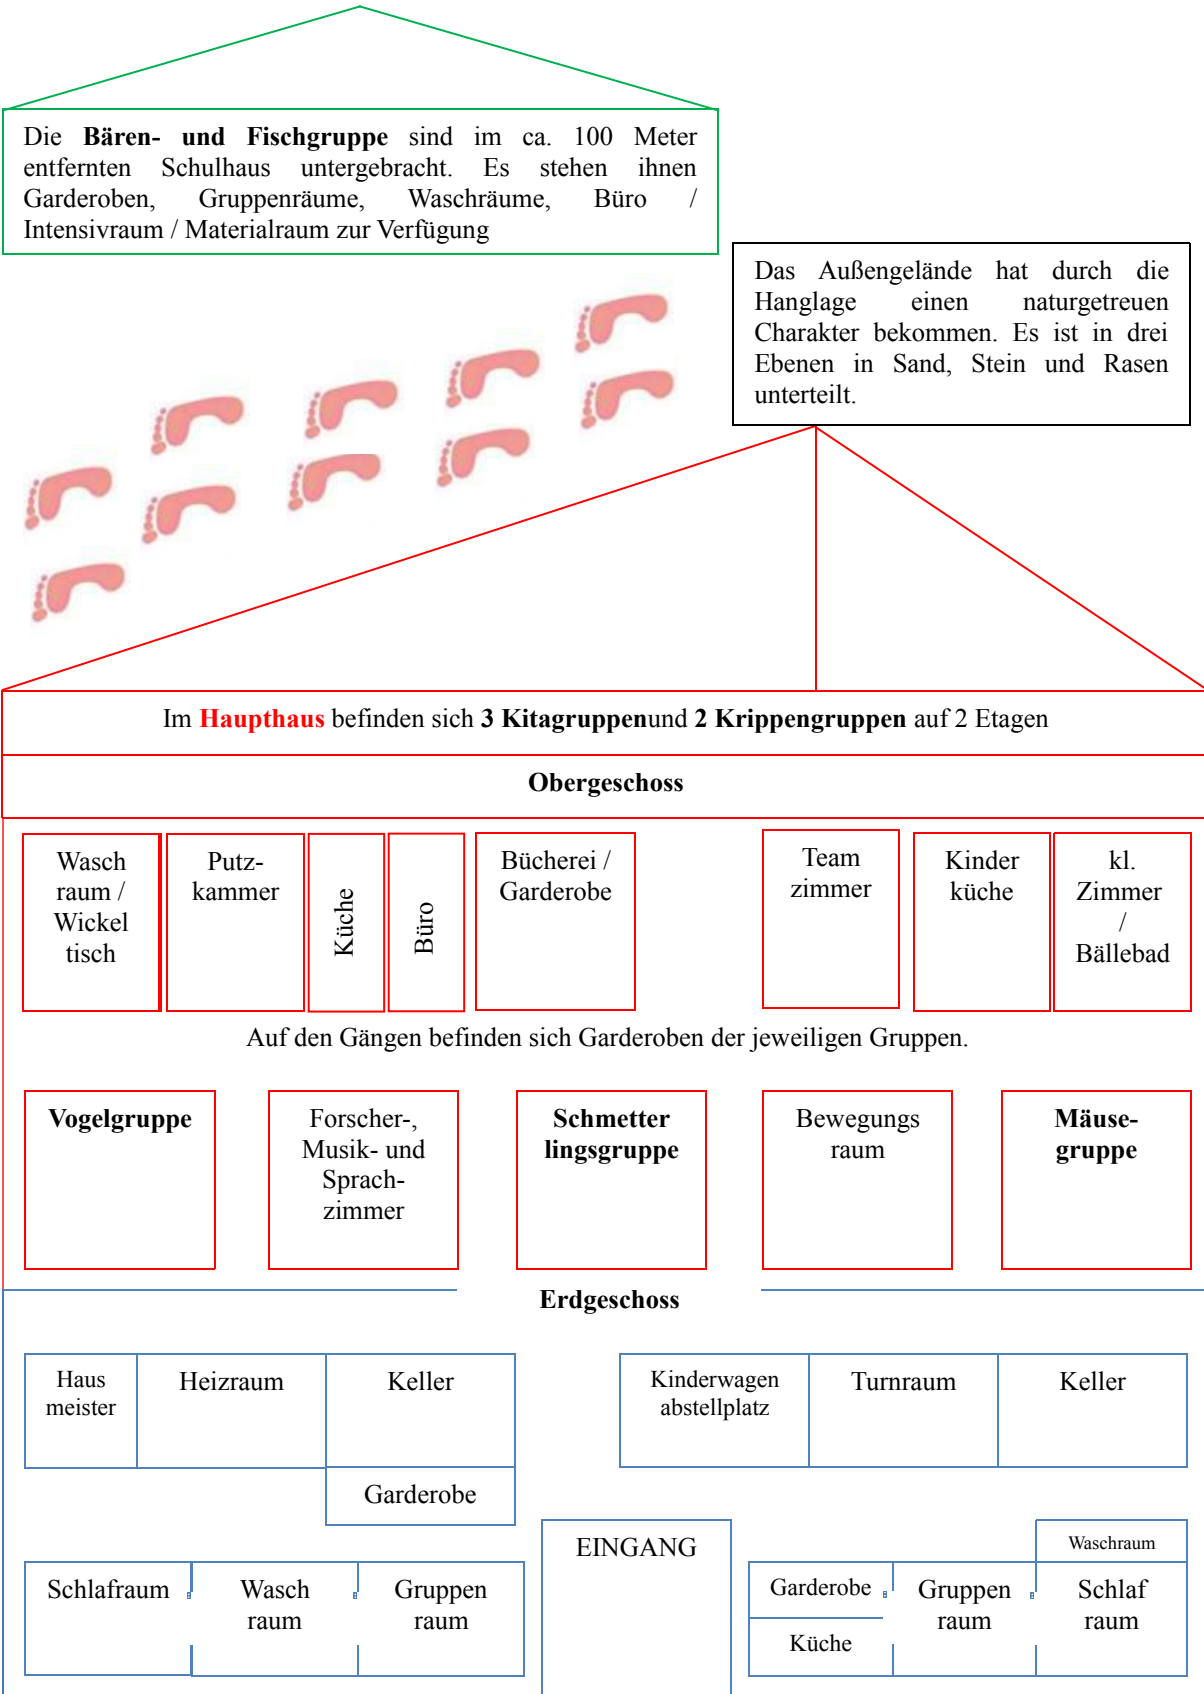 Die Bären- und Fischgruppe sind im ca. 100 Meter
entfernten Schulhaus untergebracht. Es stehen ihnen
Garderoben, Gruppenräume, Waschräume, Büro /
Intensivraum / Materialraum zur Verfügung
Das Außengelände hat durch die
Hanglage einen naturgetreuen
Charakter bekommen. Es ist in drei
Ebenen in Sand, Stein und Rasen
unterteilt.
Im Haupthaus befinden sich 3 Kitagruppenund 2 Krippengruppen auf 2 Etagen
Obergeschoss
Wasch
raum /
Wickel
tisch
Putz-
kammer
Küche
Büro
Bücherei /
Garderobe
Team
zimmer
Kinder
küche
kl.
Zimmer
/
Bällebad
Auf den Gängen befinden sich Garderoben der jeweiligen Gruppen.
Vogelgruppe
Forscher-,
Musik- und
Sprach-
zimmer
Schmetter
lingsgruppe
Bewegungs
raum
Mäuse-
gruppe
Erdgeschoss
Haus
meister
Heizraum
Keller
Garderobe
Kinderwagen
abstellplatz
Turnraum
Keller
Schlafraum
Wasch
raum
Gruppen
raum
EINGANG
Garderobe
Küche
Gruppen
raum
Waschraum
Schlaf
raum